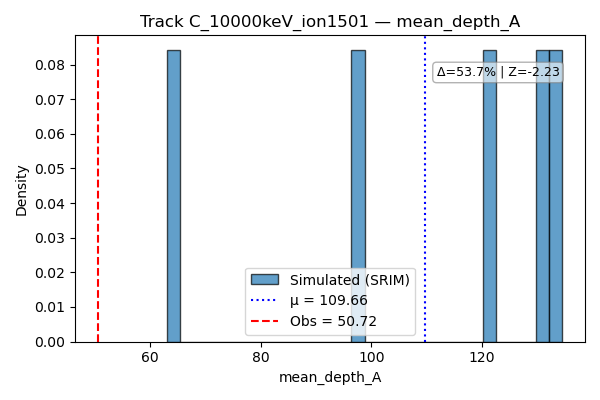 Track C_10000keV_ion1501 — mean_depth_A
Density
0.08
0.07
0.06
0.05
0.04
0.03
0.02
0.01
0.00
Δ=53.7% | Z=-2.23
Simulated (SRIM)
μ = 109.66
Obs = 50.72
60 80 100 120
mean_depth_A